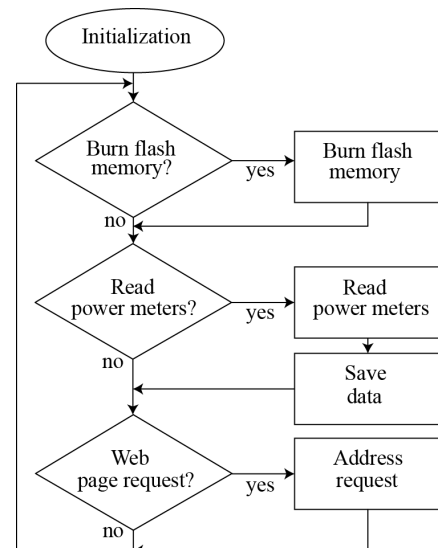 Initialization
Burn flash
memory?
yes
Burn flash
memory
no
Read
power meters?
yes
Read
power meters
no
Save
data
Web
page request?
yes
Address
request
no